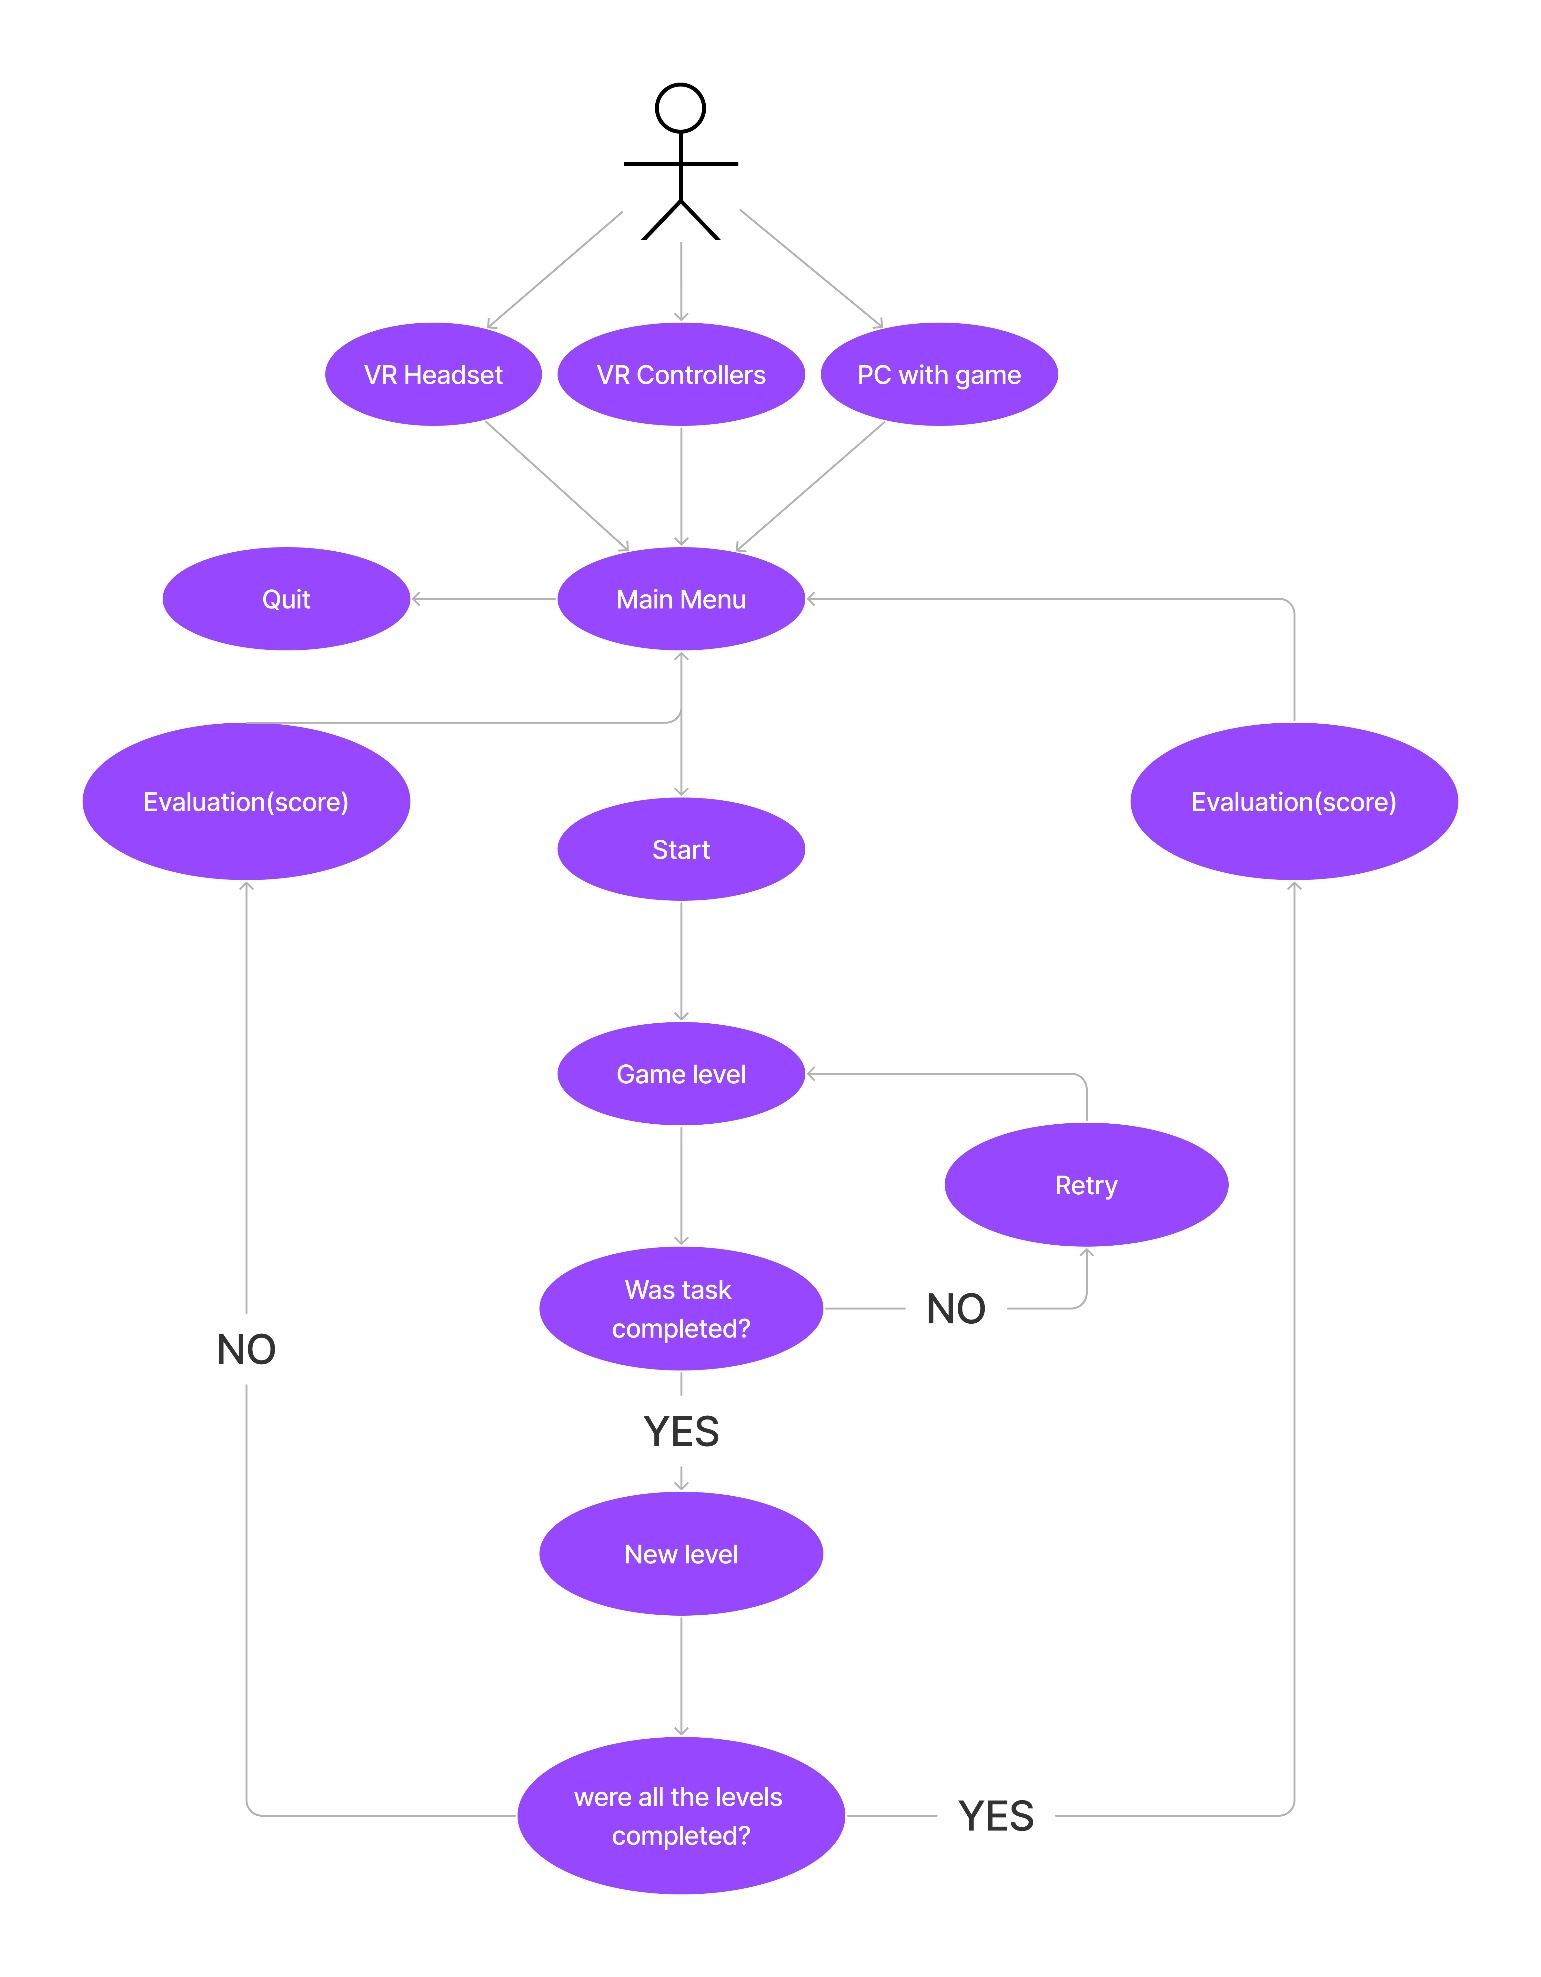 VR Headset
VR Controllers
PC with game
Quit
Main Menu
Evaluation(score)
Start
Evaluation(score)
Game level
Retry
Was task
completed?
NO
NO
YES
New level
were all the levels
completed?
YES